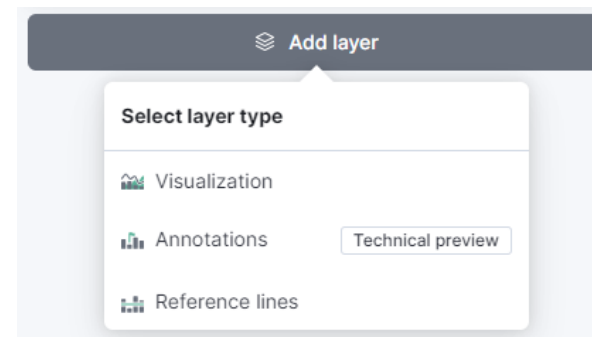 Add layer
Select layer type
Visualization
Annotations Technical preview
Reference lines